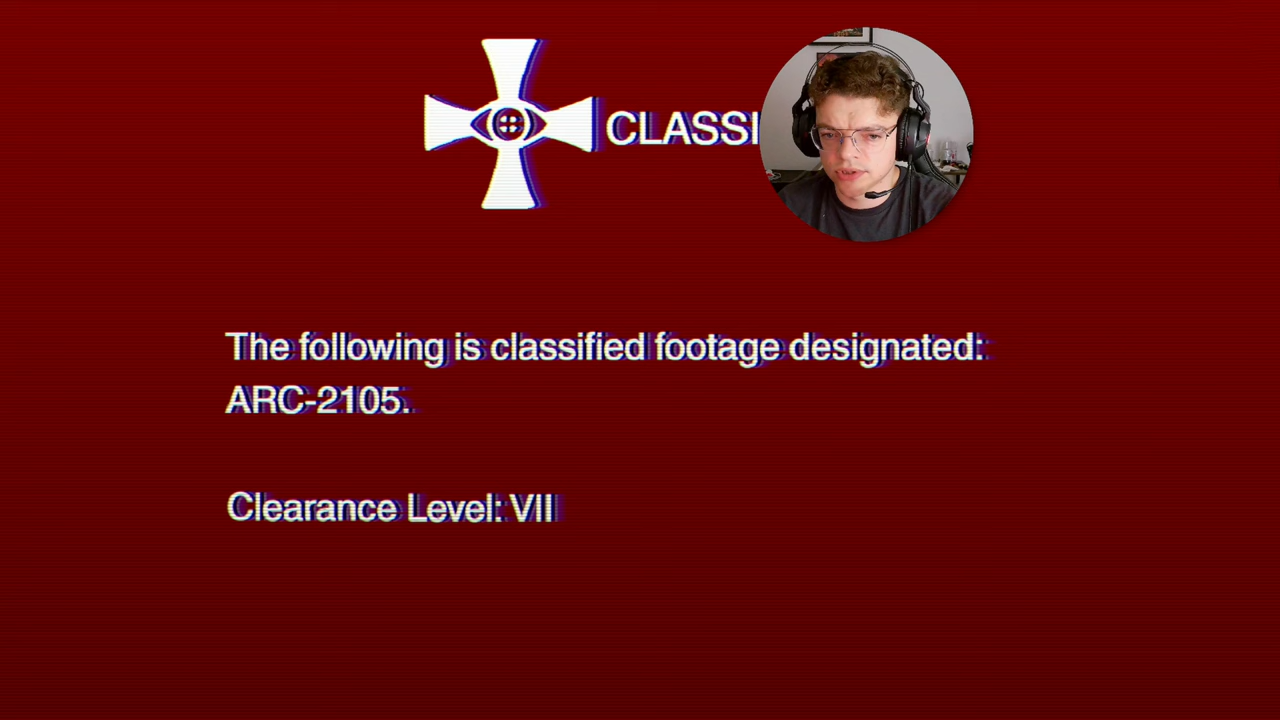 CLASSI
The following is classified footage designated:
ARC-2105.
Clearance Level: VII